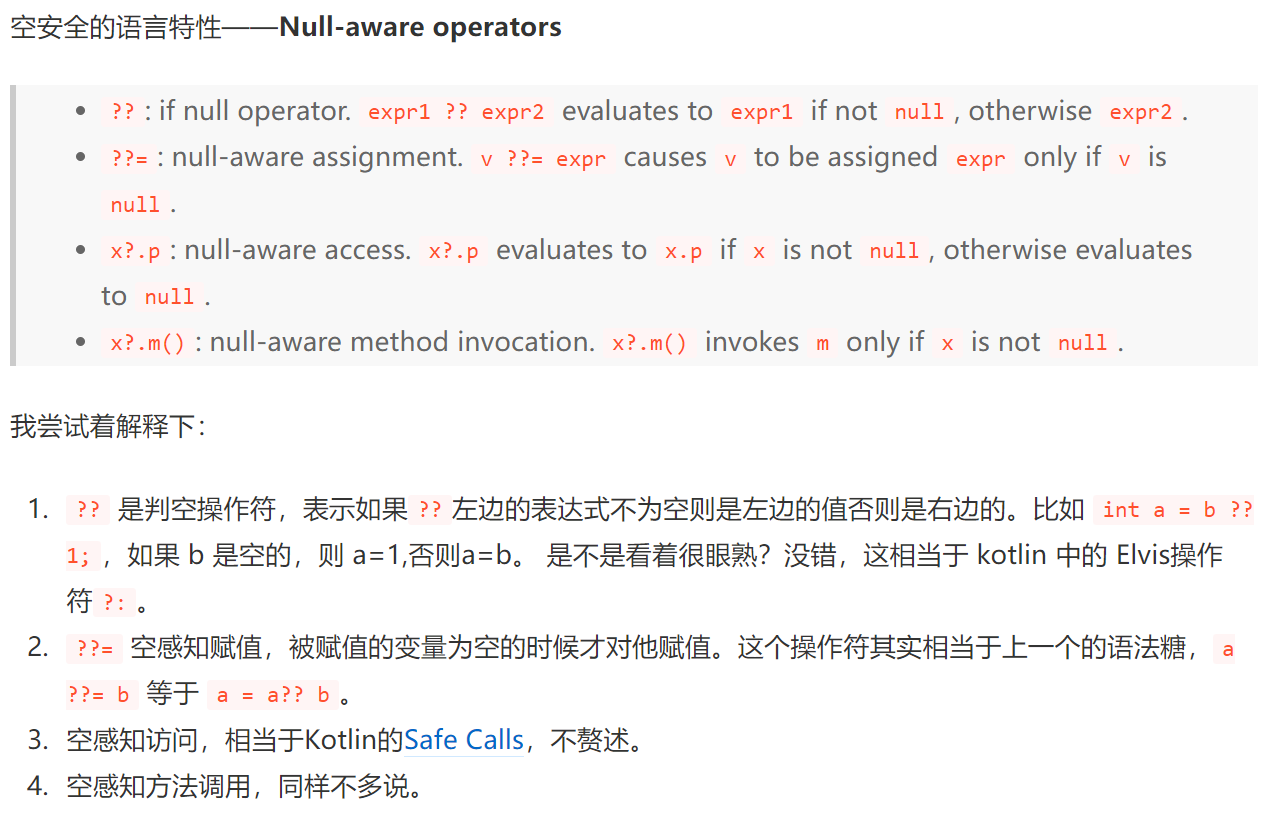 空安全的语言特性——Null-aware operators
• ?? : if null operator. expr1 ?? expr2 evaluates to expr1 if not null , otherwise expr2 .
• ??= : null-aware assignment. v ??= expr causes v to be assigned expr only if v is
null .
• x?.p : null-aware access. x?.p evaluates to x.p if x is not null , otherwise evaluates
to null .
• x?.m() : null-aware method invocation. x?.m() invokes m only if x is not null .
我尝试着解释下：
1. ?? 是判空操作符，表示如果 ?? 左边的表达式不为空则是左边的值否则是右边的。比如 int a = b ??
1; ，如果 b 是空的，则 a=1,否则a=b。 是不是看着很眼熟？没错，这相当于 kotlin 中的 Elvis操作
符 ?: 。
2. ??= 空感知赋值，被赋值的变量为空的时候才对他赋值。这个操作符其实相当于上一个的语法糖， a
??= b 等于 a = a?? b 。
3. 空感知访问，相当于Kotlin的Safe Calls，不赘述。
4. 空感知方法调用，同样不多说。